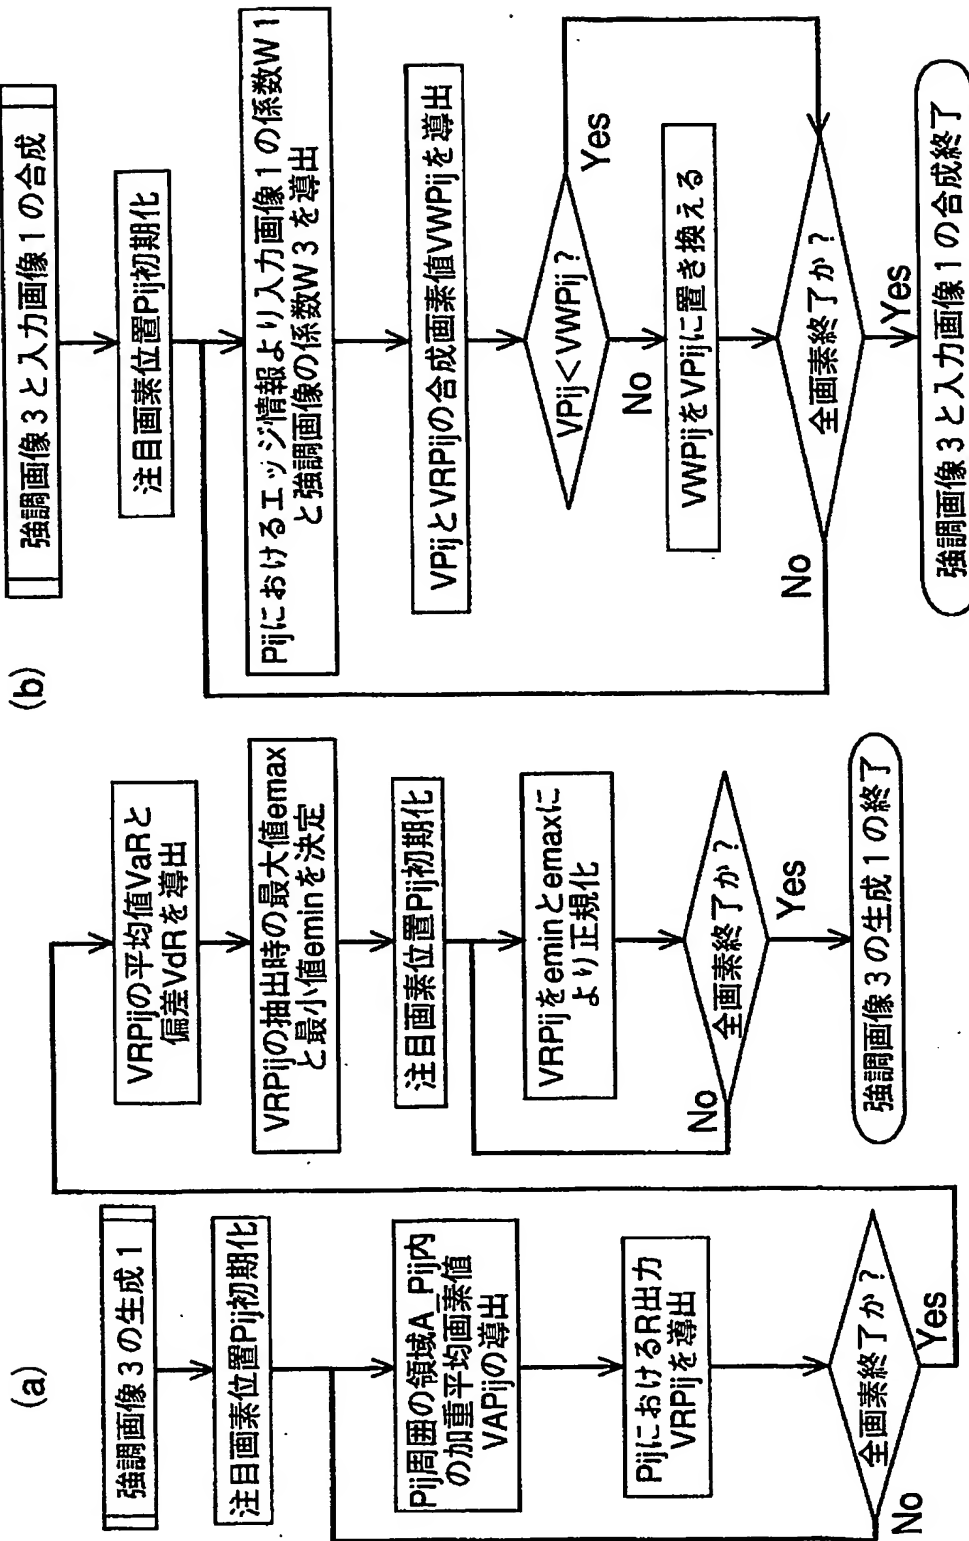 (a)
強調画像3の生成1
注目画素位置Pij初期化
Pij周囲の領域A_Pij内
の加重平均画素値
VAPijの導出
PijにおけるR出力
VRPijを導出
全画素終了か?
No
Yes
VRPijの平均値VaRと
偏差VdRを導出
VRPijの抽出時の最大値emax
と最小値eminを決定
注目画素位置Pij初期化
VRPijをeminとemaxに
より正規化
全画素終了か?
No
Yes
強調画像3の生成1の終了
(b)
強調画像3と入力画像1の合成
注目画素位置Pij初期化
Pijにおけるエッジ情報より入力画像1の係数W1
と強調画像の係数W3を導出
VPijとVRPijの合成画素値VWPijを導出
VPij<VWPij?
Yes
No
VWPijをVPijに置き換える
全画素終了か?
No
Yes
強調画像3と入力画像1の合成終了